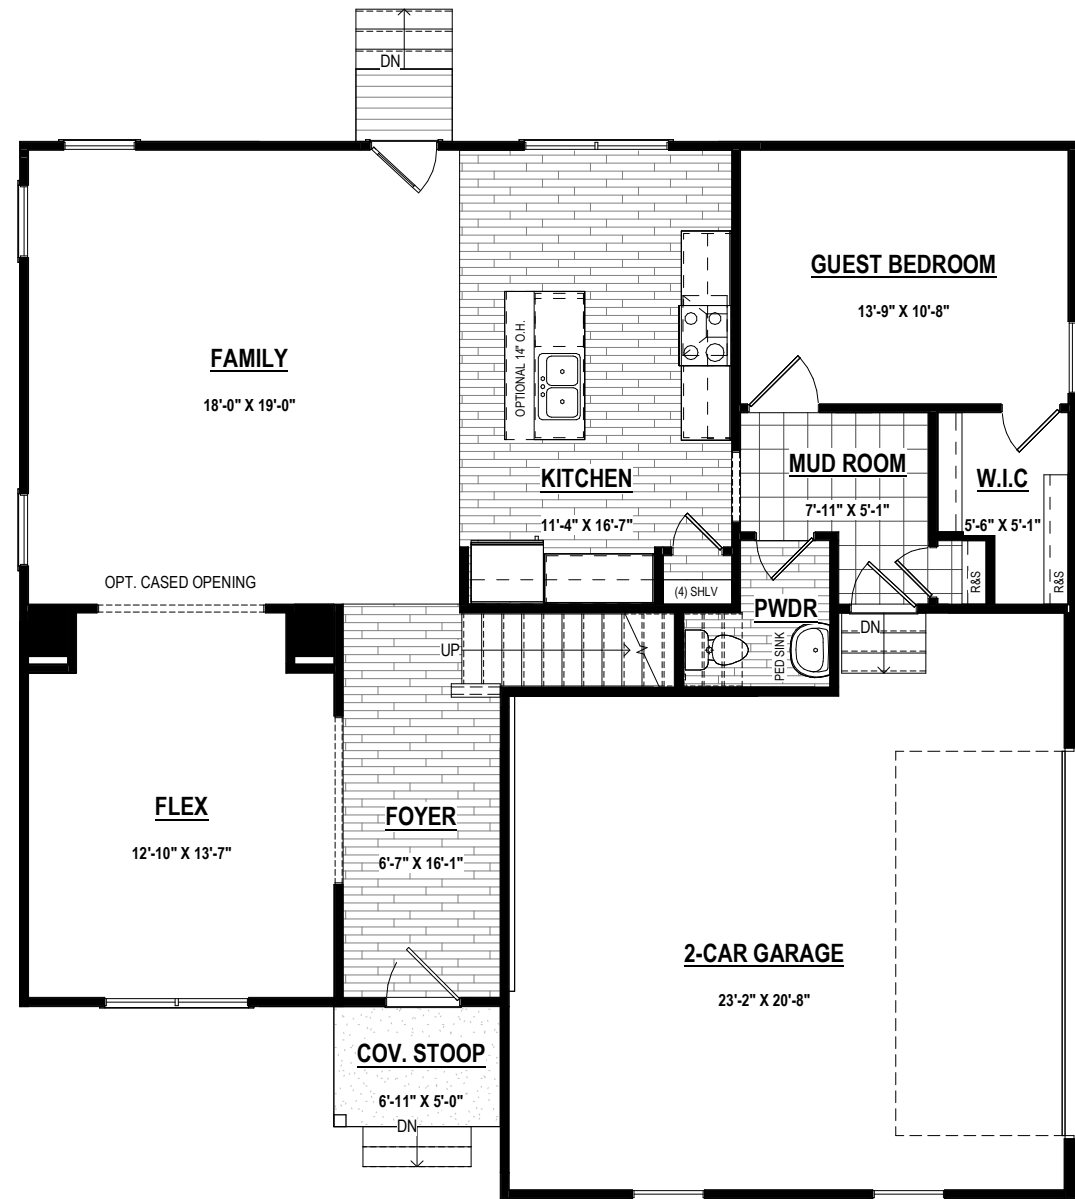 DN
GUEST BEDROOM
13'-9" X 10'-8"
FAMILY
18'-0" X 19'-0"
OPTIONAL 14" O.H.
KITCHEN
11'-4" X 16'-7"
MUD ROOM
7'-11" X 5'-1"
W.I.C
5'-6" X 5'-1"
R&S
R&S
OPT. CASED OPENING
(4) SHLV
PWDR
PED SINK
DN
UP
FLEX
12'-10" X 13'-7"
FOYER
6'-7" X 16'-1"
2-CAR GARAGE
23'-2" X 20'-8"
COV. STOOP
6'-11" X 5'-0"
DN